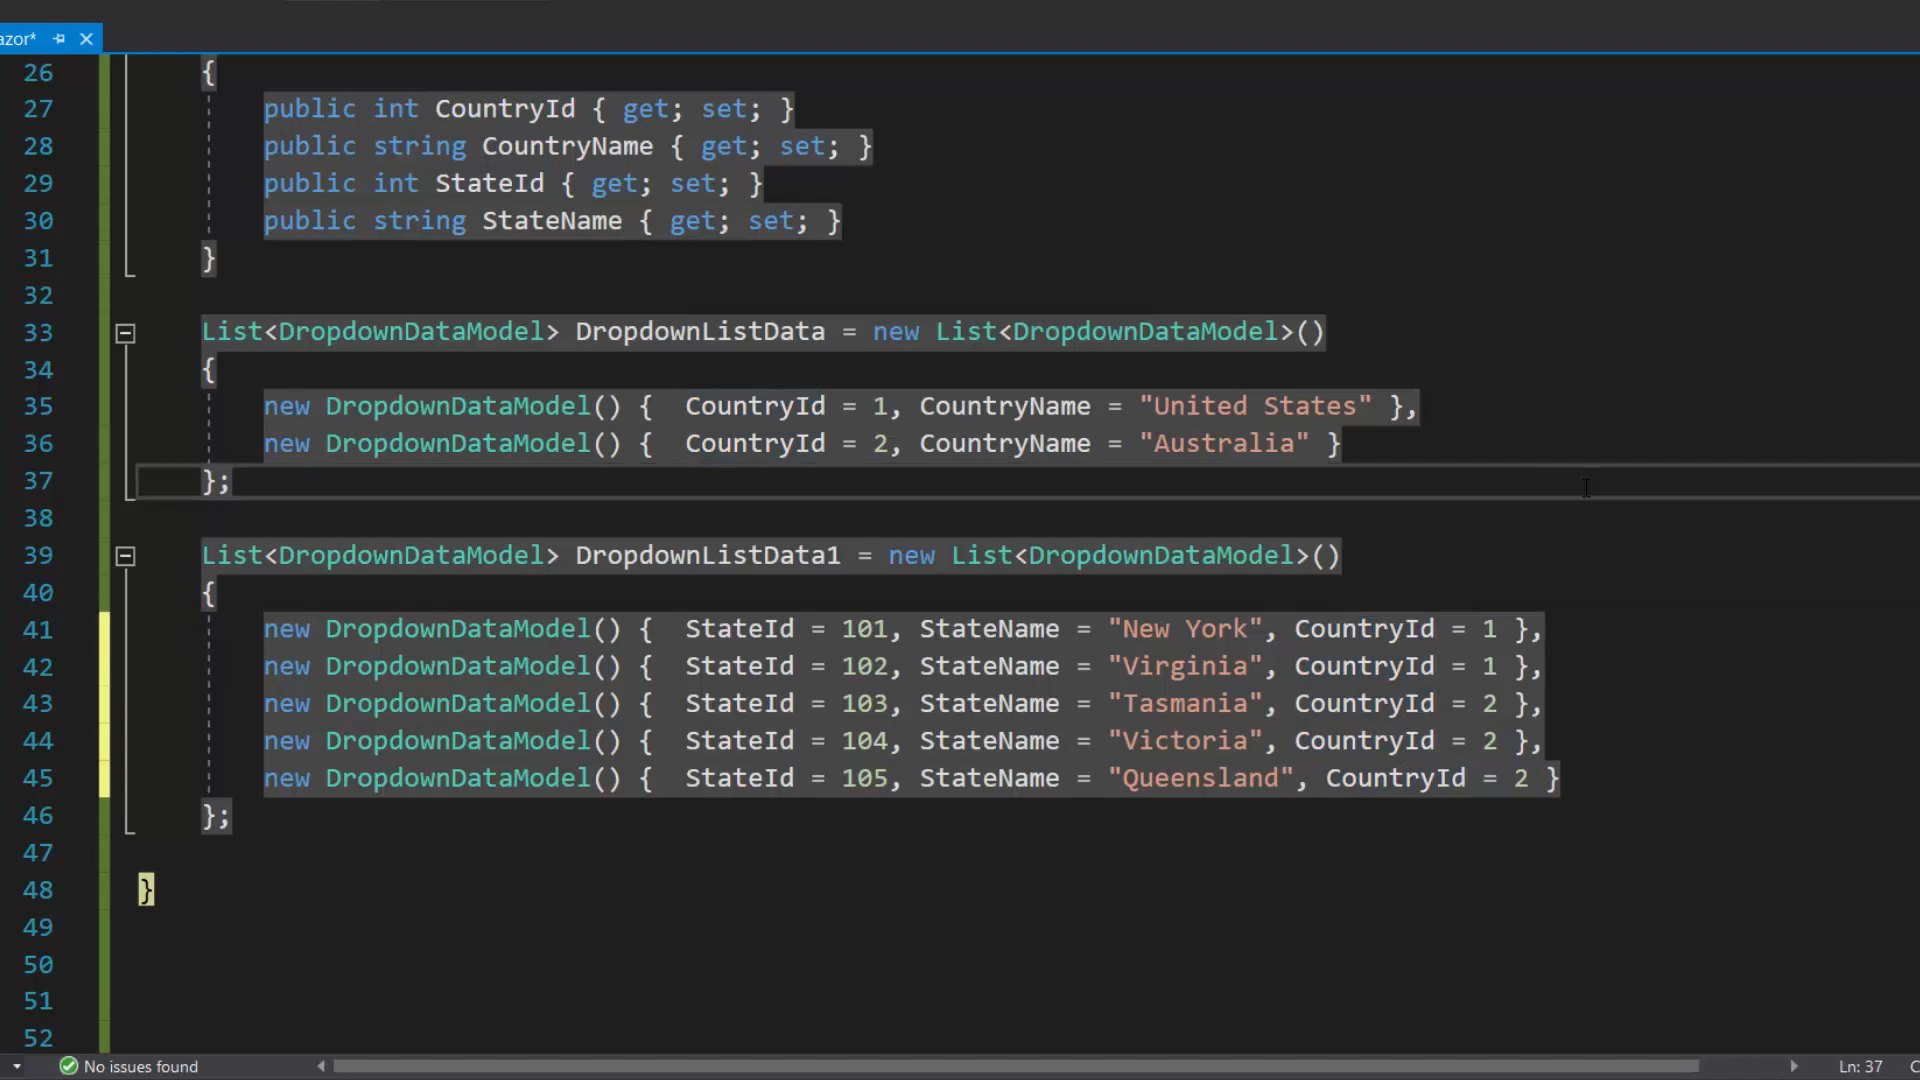 azor*
26 {
27 public int CountryId { get; set; }
28 public string CountryName { get; set; }
29 public int StateId { get; set; }
30 public string StateName { get; set; }
31 }
32
33 List<DropdownDataModel> DropdownListData = new List<DropdownDataModel>()
34 {
35 new DropdownDataModel() {  CountryId = 1, CountryName = "United States" },
36 new DropdownDataModel() {  CountryId = 2, CountryName = "Australia" }
37 };
38
39 List<DropdownDataModel> DropdownListData1 = new List<DropdownDataModel>()
40 {
41 new DropdownDataModel() {  StateId = 101, StateName = "New York", CountryId = 1 },
42 new DropdownDataModel() {  StateId = 102, StateName = "Virginia", CountryId = 1 },
43 new DropdownDataModel() {  StateId = 103, StateName = "Tasmania", CountryId = 2 },
44 new DropdownDataModel() {  StateId = 104, StateName = "Victoria", CountryId = 2 },
45 new DropdownDataModel() {  StateId = 105, StateName = "Queensland", CountryId = 2 }
46 };
47
48 }
49
50
51
52
No issues found Ln: 37 C